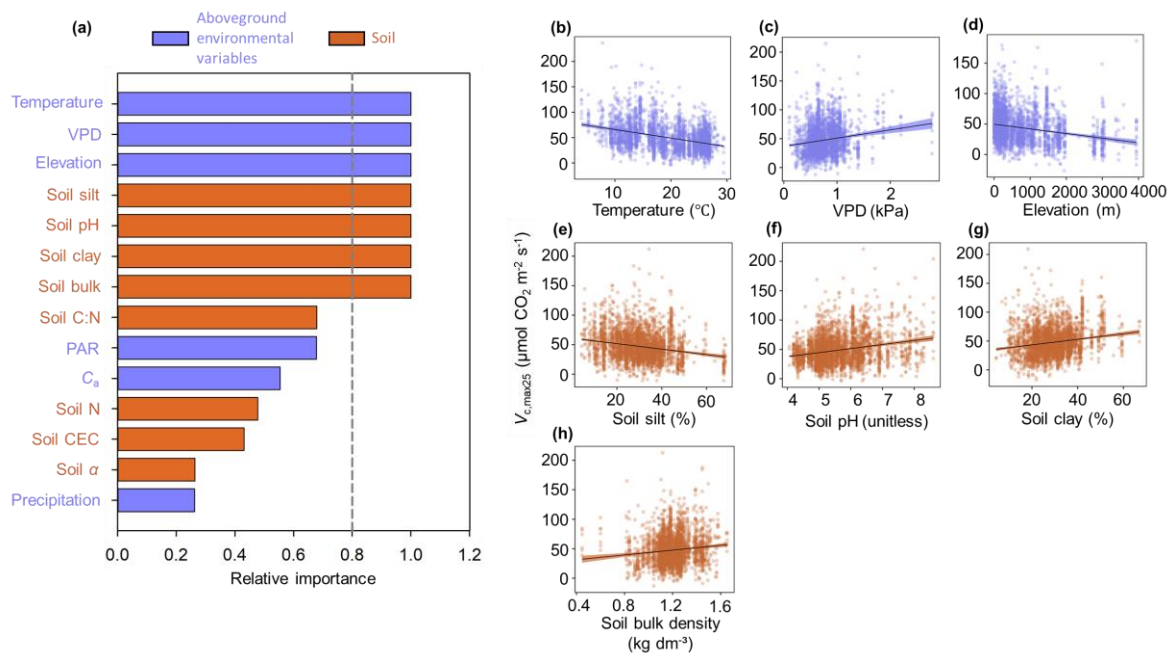 (a)
Aboveground
environmental
variables
Soil
Temperature
VPD
Elevation
Soil silt
Soil pH
Soil clay
Soil bulk
Soil C:N
PAR
Ca
Soil N
Soil CEC
Soil α
Precipitation
0.0 0.2 0.4 0.6 0.8 1.0 1.2
Relative importance
Vc,max25 (μmol CO2 m-2 s-1)
(b)
200
150
100
50
0
10 15 20 25 30
Temperature (℃)
(c)
200
150
100
50
0
0 1 2
VPD (kPa)
(d)
200
150
100
50
0
0 1000 2000 3000 4000
Elevation (m)
(e)
200
150
100
50
0
20 40 60
Soil silt (%)
(f)
200
150
100
50
0
4 5 6 7 8
Soil pH (unitless)
(g)
200
150
100
50
0
20 40 60
Soil clay (%)
(h)
200
150
100
50
0
0.4 0.8 1.2 1.6
Soil bulk density
(kg dm-3)